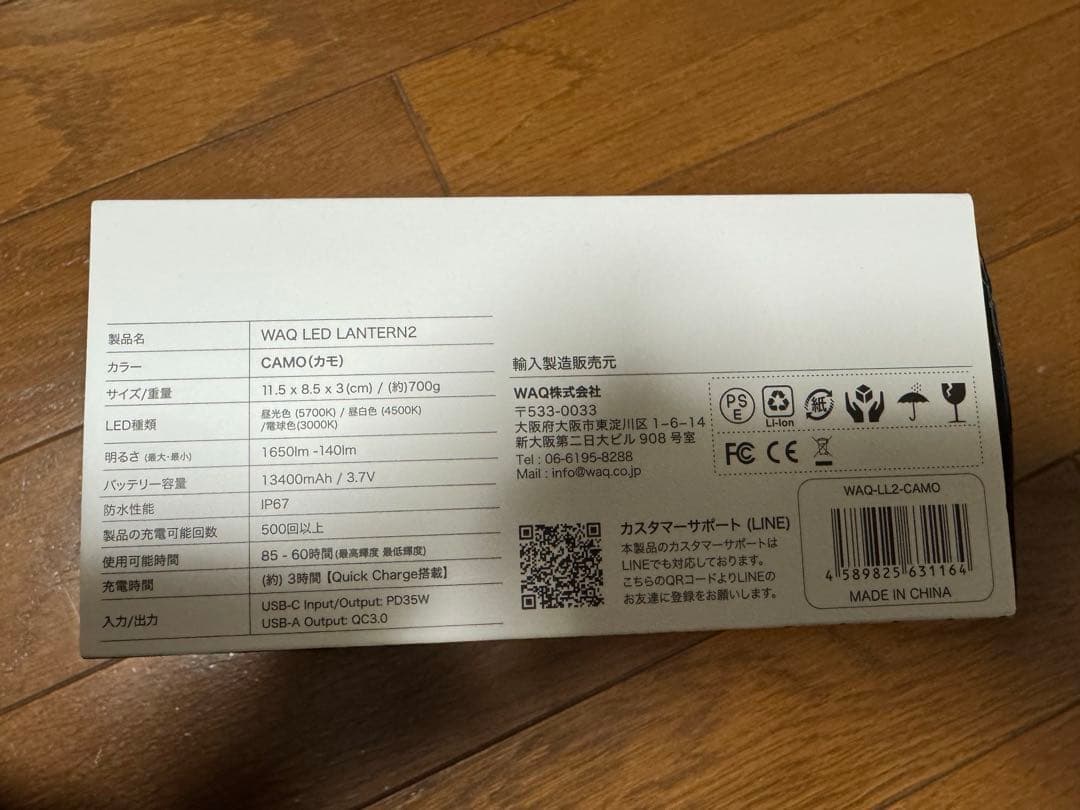 製品名 WAQ LED LANTERN2
カラー CAMO(カモ)
サイズ/重量 11.5 x 8.5 x 3(cm) / (約)700g
LED種類 昼光色 (5700K) / 昼白色 (4500K)
/電球色(3000K)
明るさ (最大・最小) 1650lm -140lm
バッテリー容量 13400mAh / 3.7V
防水性能 IP67
製品の充電可能回数 500回以上
使用可能時間 85 - 60時間(最高輝度 最低輝度)
充電時間 (約) 3時間【Quick Charge搭載】
入力/出力 USB-C Input/Output: PD35W
USB-A Output: QC3.0
輸入製造販売元
WAQ株式会社
〒533-0033
大阪府大阪市東淀川区 1-6-14
新大阪第二日大ビル 908 号室
Tel : 06-6195-8288
Mail : info@waq.co.jp
PS
E
Li-Ion
紙
FC CE
カスタマーサポート (LINE)
本製品のカスタマーサポートは
LINEでも対応しております。
こちらのQRコードよりLINEの
お友達に登録をお願いします。
WAQ-LL2-CAMO
4 589825 631164
MADE IN CHINA